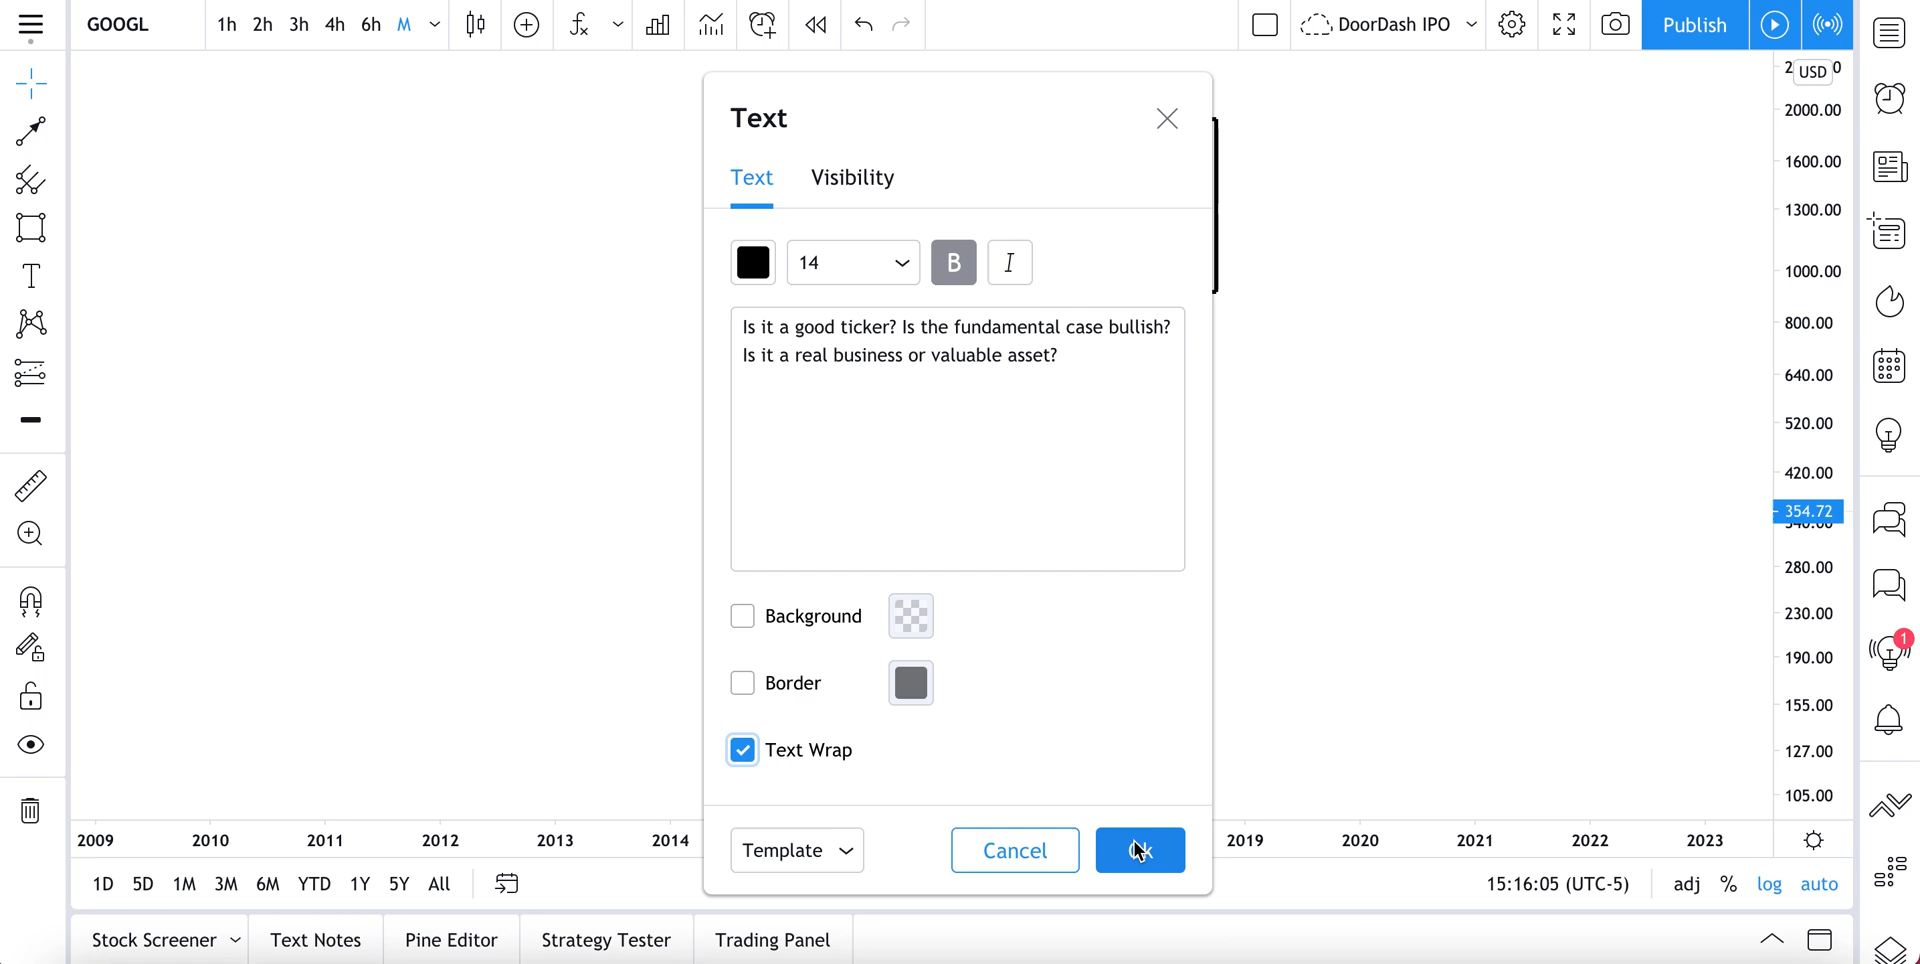 GOOGL 1h 2h 3h 4h 6h M DoorDash IPO Publish
USD
Text
Text Visibility
14 B I
Is it a good ticker? Is the fundamental case bullish?
Is it a real business or valuable asset?
Background
Border
Text Wrap
Template Cancel Ok
2000.00
1600.00
1300.00
1000.00
800.00
640.00
520.00
420.00
354.72
280.00
230.00
190.00
155.00
127.00
105.00
1
2009 2010 2011 2012 2013 2014 2019 2020 2021 2022 2023
1D 5D 1M 3M 6M YTD 1Y 5Y All 15:16:05 (UTC-5) adj % log auto
Stock Screener Text Notes Pine Editor Strategy Tester Trading Panel